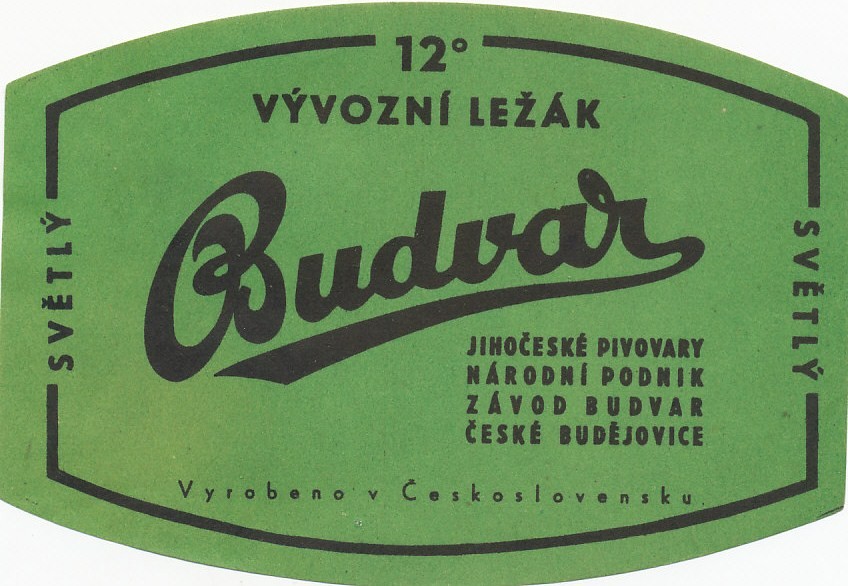 12°
VÝVOZNÍ LEŽÁK
SVĚTLÝ
Budvar
SVĚTLÝ
JIHOČESKÉ PIVOVARY
NÁRODNÍ PODNIK
ZÁVOD BUDVAR
ČESKÉ BUDĚJOVICE
Vyrobeno v Československu.